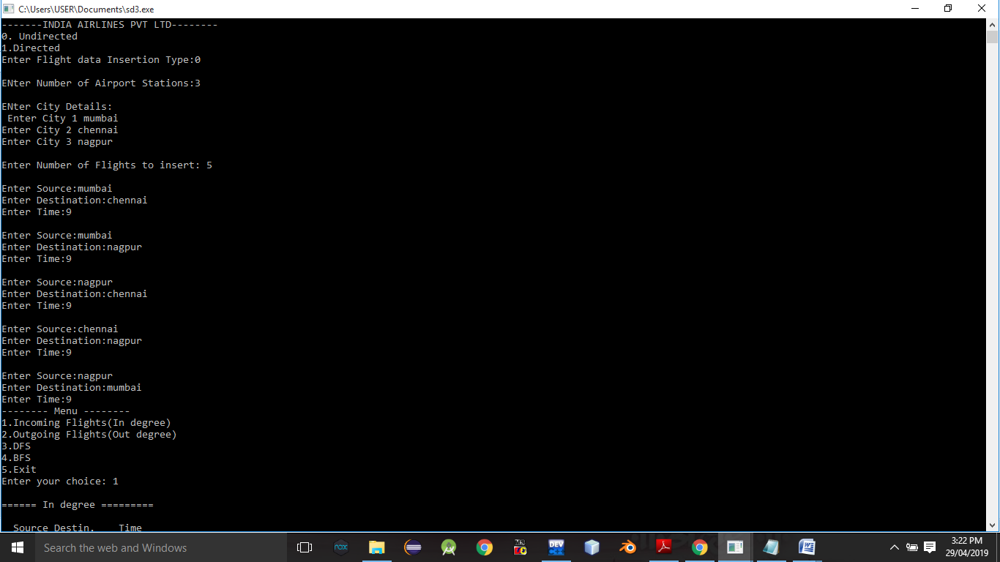 C:\Users\USER\Documents\sd3.exe
-------INDIA AIRLINES PVT LTD--------
0. Undirected
1.Directed
Enter Flight data Insertion Type:0
ENter Number of Airport Stations:3
ENter City Details:
Enter City 1 mumbai
Enter City 2 chennai
Enter City 3 nagpur
Enter Number of Flights to insert: 5
Enter Source:mumbai
Enter Destination:chennai
Enter Time:9
Enter Source:mumbai
Enter Destination:nagpur
Enter Time:9
Enter Source:nagpur
Enter Destination:chennai
Enter Time:9
Enter Source:chennai
Enter Destination:nagpur
Enter Time:9
Enter Source:nagpur
Enter Destination:mumbai
Enter Time:9
-------- Menu --------
1.Incoming Flights(In degree)
2.Outgoing Flights(Out degree)
3.DFS
4.BFS
5.Exit
Enter your choice: 1
====== In degree =========
Source Destin. Time
Search the web and Windows
nox
DEV
3:22 PM
29/04/2019